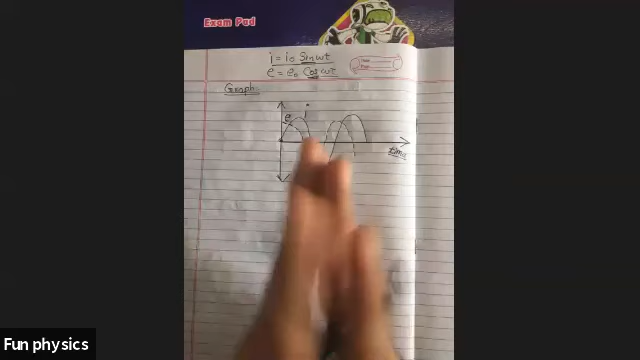 Exam Pad
i = i₀ Sinωt
e = e₀ Cosωt
Graph
e
i
time
Fun physics